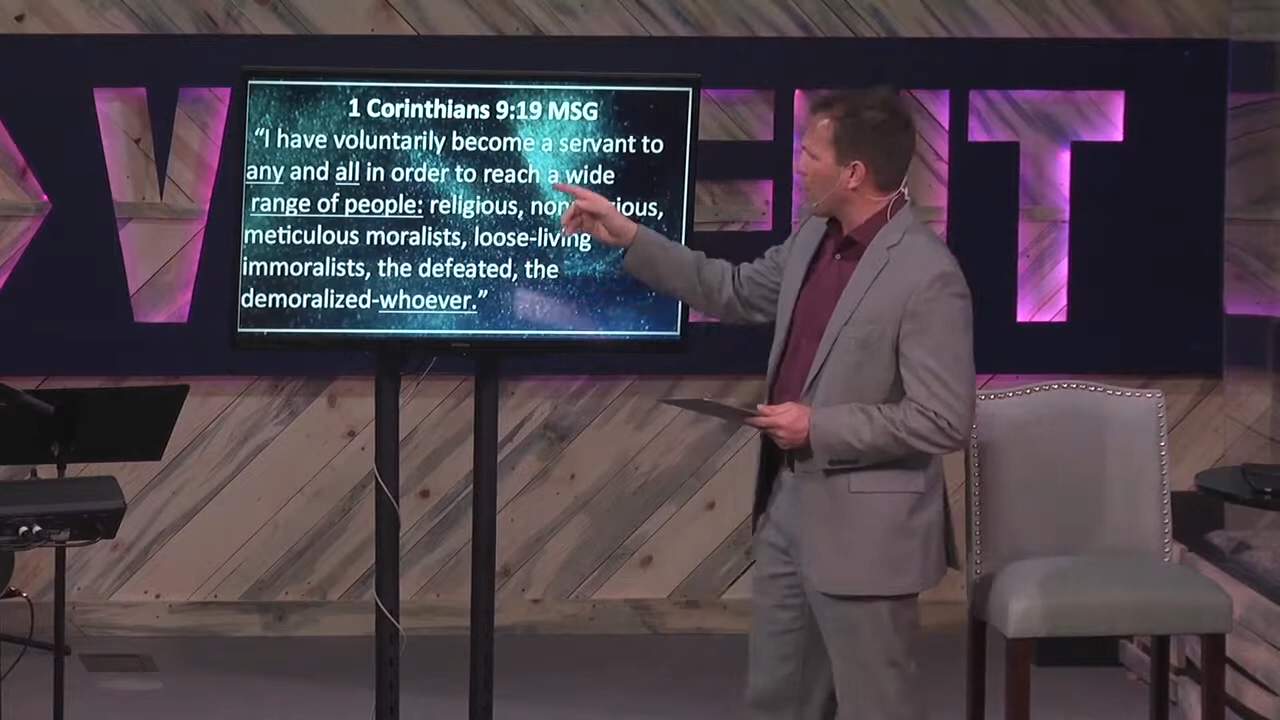 1 Corinthians 9:19 MSG
“I have voluntarily become a servant to
any and all in order to reach a wide
range of people: religious,
meticulous moralists, loose-living
immoralists, the defeated, the
demoralized-whoever.”